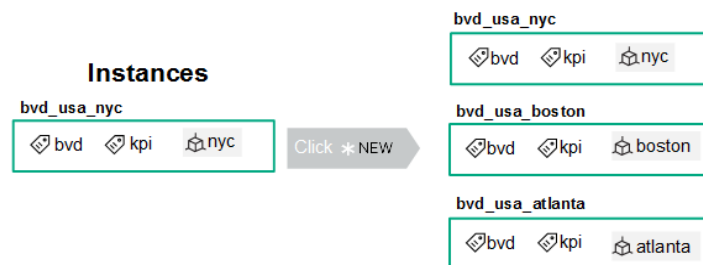 Instances
bvd_usa_nyc
bvd kpi nyc
Click * NEW
bvd_usa_nyc
bvd kpi nyc
bvd_usa_boston
bvd kpi boston
bvd_usa_atlanta
bvd kpi atlanta